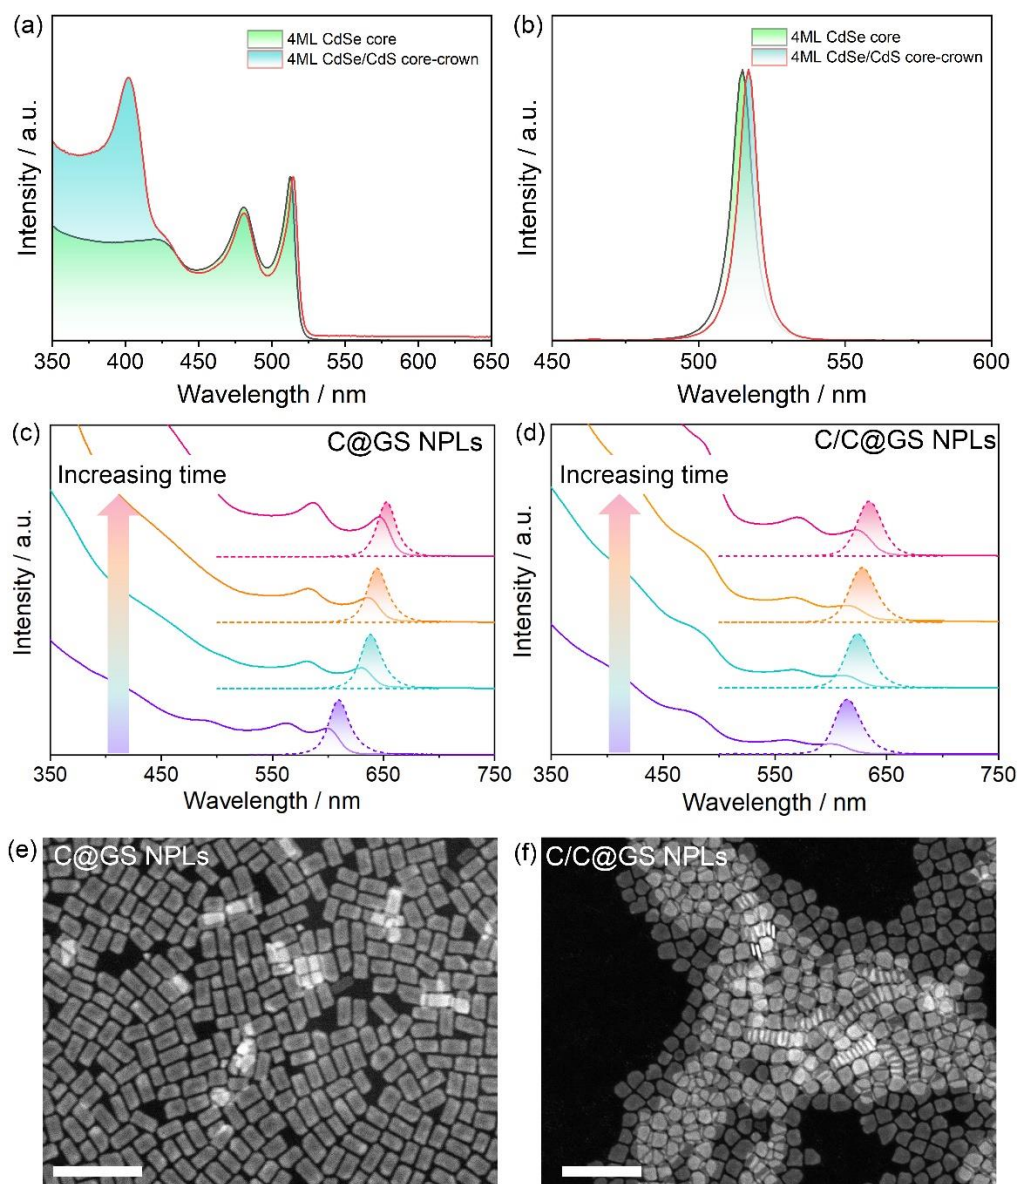 (a)
4ML CdSe core
4ML CdSe/CdS core-crown
Intensity / a.u.
350 400 450 500 550 600 650
Wavelength / nm
(b)
4ML CdSe core
4ML CdSe/CdS core-crown
Intensity / a.u.
450 500 550 600
Wavelength / nm
(c)
C@GS NPLs
Increasing time
Intensity / a.u.
350 450 550 650 750
Wavelength / nm
(d)
C/C@GS NPLs
Increasing time
Intensity / a.u.
350 450 550 650 750
Wavelength / nm
(e)
C@GS NPLs
(f)
C/C@GS NPLs